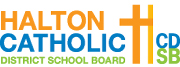 HALTON
CATHOLIC CD
DISTRICT SCHOOL BOARD SB